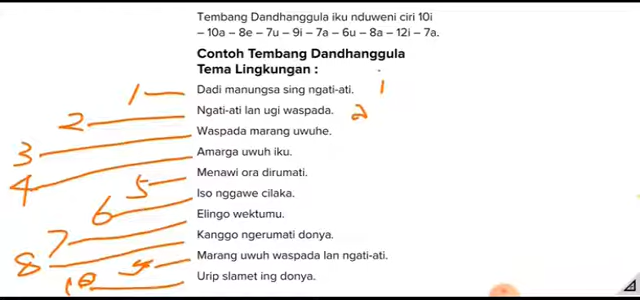 Tembang Dandhanggula iku nduweni ciri 10i
– 10a – 8e – 7u – 9i – 7a – 6u – 8a – 12i – 7a.
Contoh Tembang Dandhanggula
Tema Lingkungan :
1 Dadi manungsa sing ngati-ati. i
2 Ngati-ati lan ugi waspada. a
3 Waspada marang uwuhe.
4 Amarga uwuh iku.
5 Menawi ora dirumati.
6 Iso nggawe cilaka.
7 Elingo wektumu.
8 Kanggo ngerumati donya.
9 Marang uwuh waspada lan ngati-ati.
10 Urip slamet ing donya.